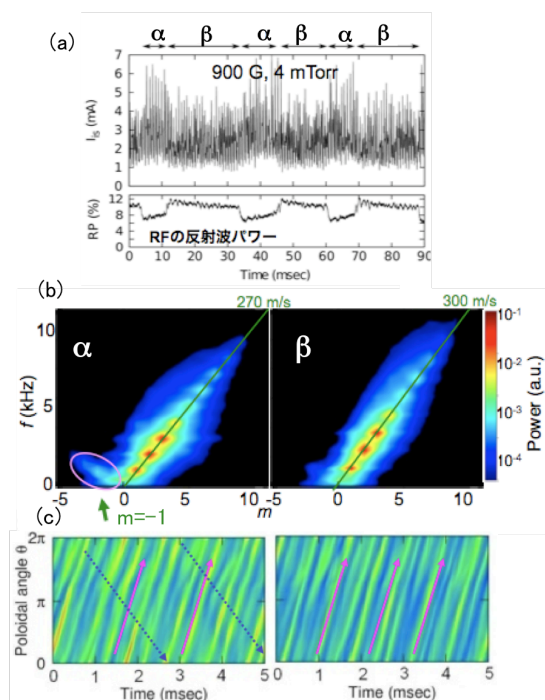 (a)
α β α β α β
900 G, 4 mTorr
7
6
5
4
3
2
1
0
I_is (mA)
20
10
0
RP (%)
RFの反射波パワー
0 10 20 30 40 50 60 70 80 90
Time (msec)
(b)
270 m/s 300 m/s
α β
10
5
0
f (kHz)
-5 0 5 10 -5 0 5 10
m
m=−1
10⁻¹
10⁻²
10⁻³
10⁻⁴
Power (a.u.)
(c)
2π
π
0
Poloidal angle θ
0 1 2 3 4 5 0 1 2 3 4 5
Time (msec) Time (msec)